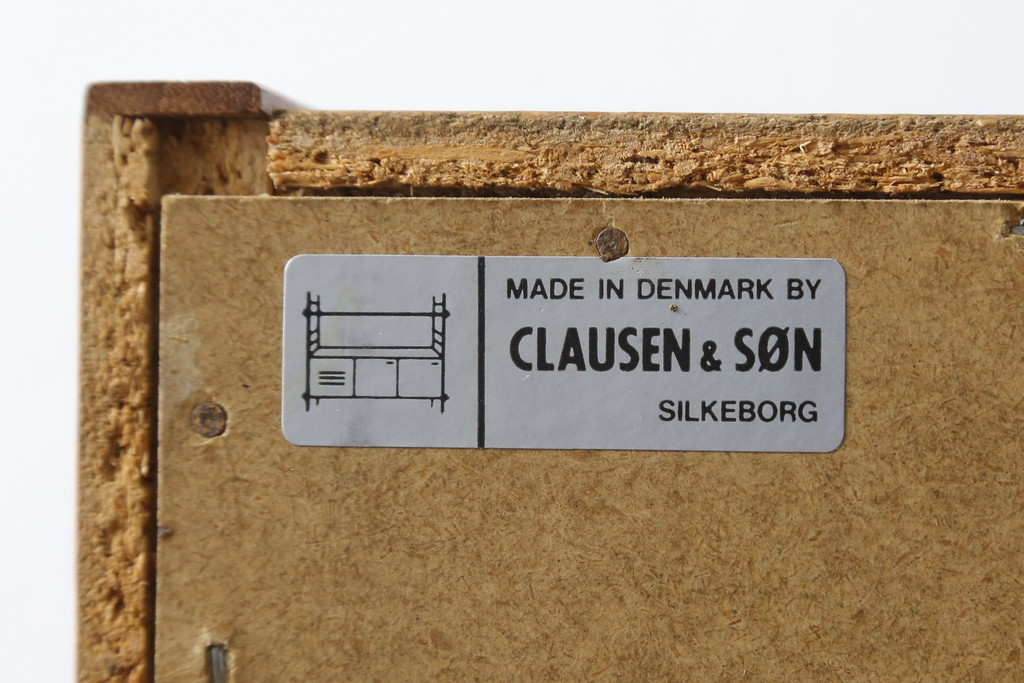 MADE IN DENMARK BY
CLAUSEN & SØN
SILKEBORG